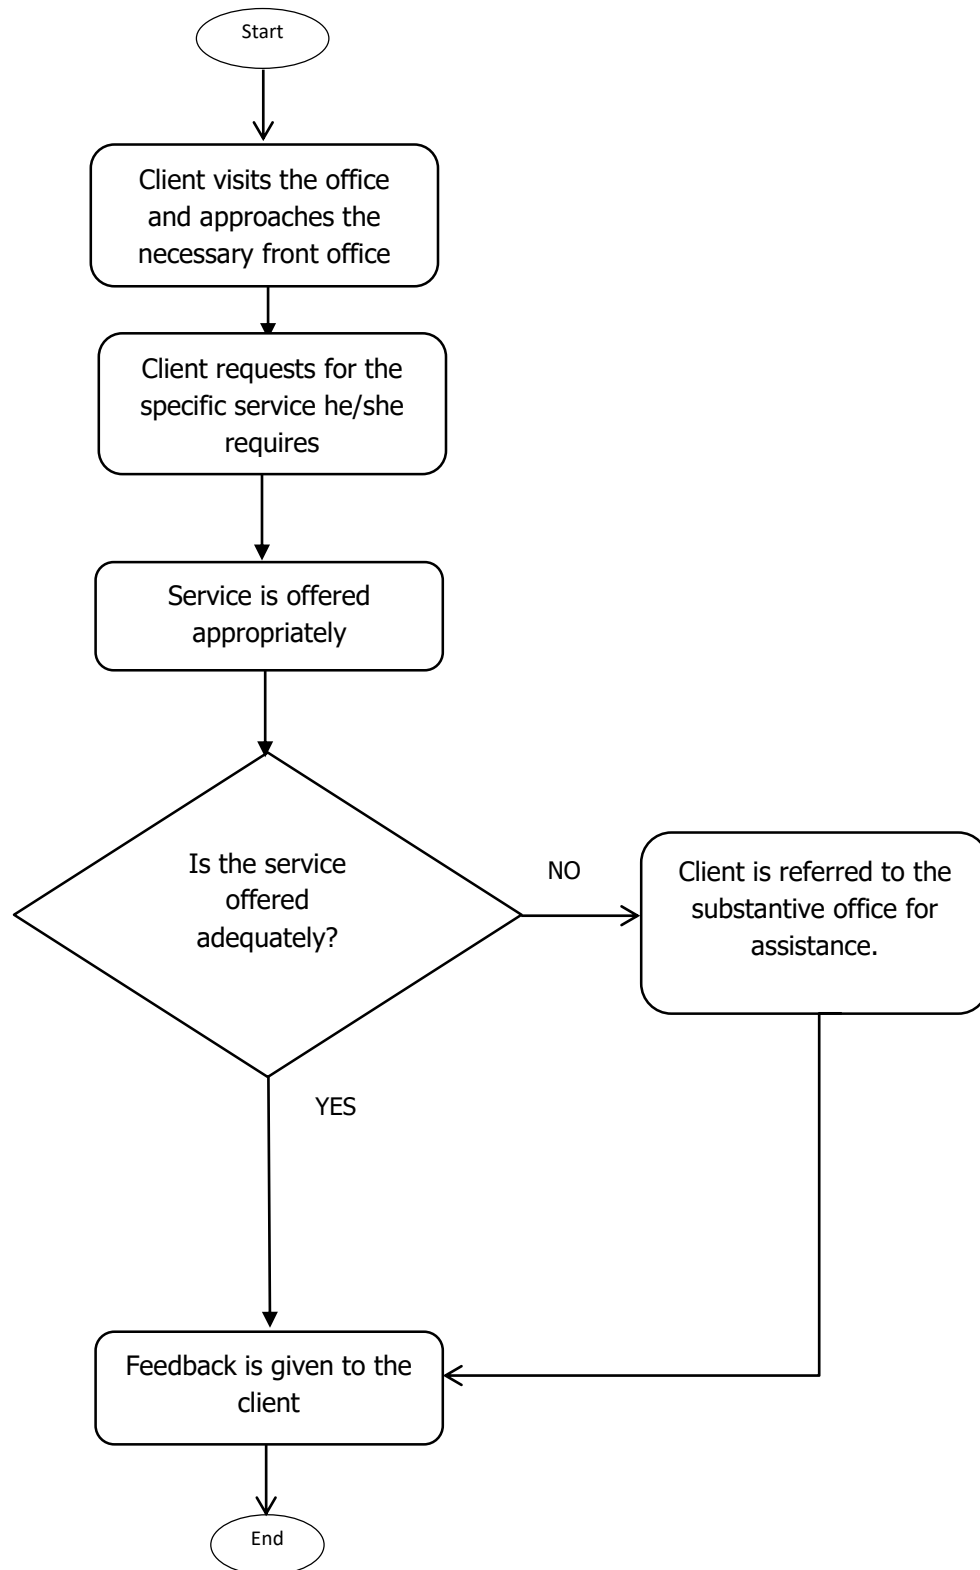 Start
Client visits the office
and approaches the
necessary front office
Client requests for the
specific service he/she
requires
Service is offered
appropriately
Is the service
offered
adequately?
NO
Client is referred to the
substantive office for
assistance.
YES
Feedback is given to the
client
End